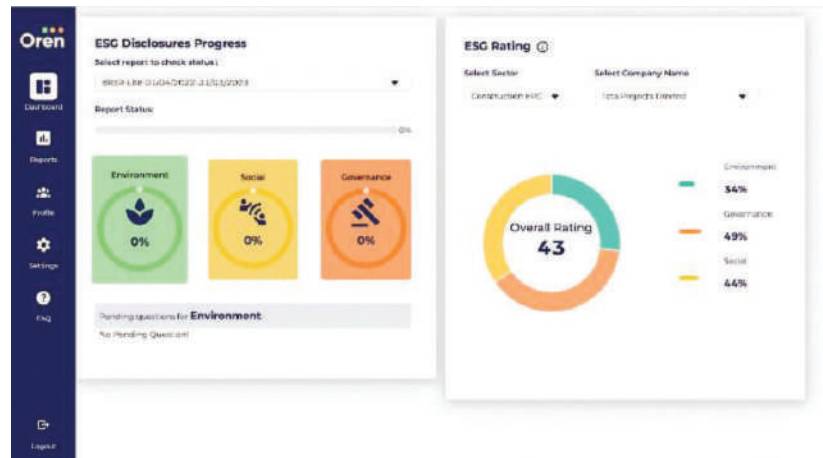 Oren
Dashboard
Reports
Profile
Settings
FAQ
Logout
ESG Disclosures Progress
Select report to check status:
Report Status:
0%
Environment
0%
Social
0%
Governance
0%
Pending questions for Environment
No Pending Question!
ESG Rating
Select Sector
Select Company Name
Construction EPC
Tata Projects Limited
Overall Rating
43
Environment
34%
Governance
49%
Social
44%